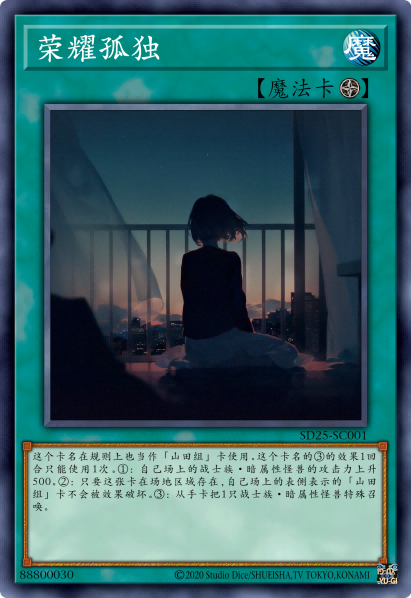 荣耀孤独
魔
【魔法卡】
SD25-SC001
这个卡名在规则上也当作「山田组」卡使用。这个卡名的③的效果1回
合只能使用1次。①：自己场上的战士族・暗属性怪兽的攻击力上升
500。②：只要这张卡在场地区域存在，自己场上的表侧表示的「山田
组」卡不会被效果破坏。③：从手卡把1只战士族・暗属性怪兽特殊召
唤。
88800030
©2020 Studio Dice/SHUEISHA,TV TOKYO,KONAMI